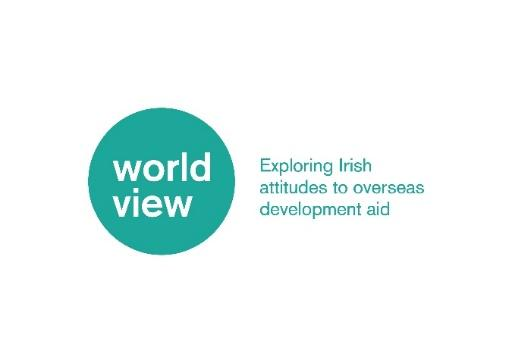 world
view
Exploring Irish
attitudes to overseas
development aid